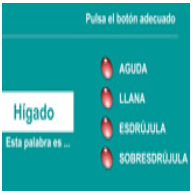 Pulsa el botón adecuado
AGUDA
LLANA
Hígado
ESDRÚJULA
Esta palabra es ...
SOBRESDRÚJULA